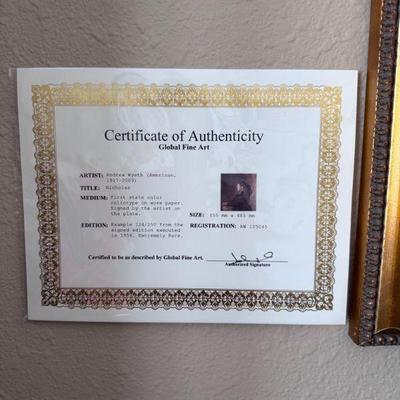 Certificate of Authenticity
Global Fine Art
ARTIST: Andrew Wyeth (American,
1917-2009)
TITLE: Nicholas
MEDIUM: First state color
collotype on wove paper.
Signed by the artist on
the plate.
SIZE: 655 mm x 485 mm
EDITION: Example 124/250 from the
signed edition executed
in 1956. Extremely Rare.
REGISTRATION: AW 125045
Certified to be as described by Global Fine Art.
Authorized Signature